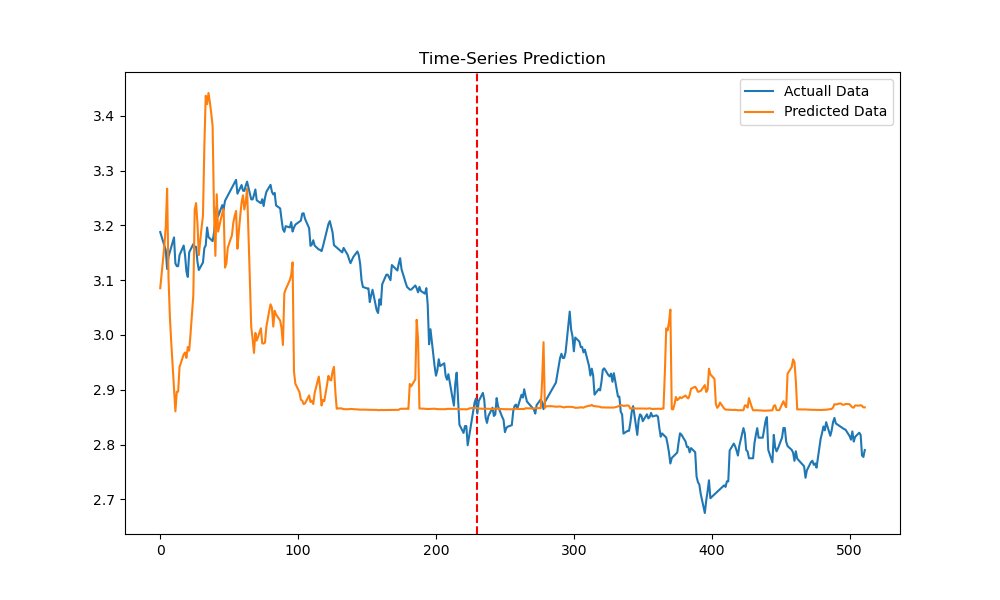 Time-Series Prediction
Actuall Data
Predicted Data
3.4
3.3
3.2
3.1
3.0
2.9
2.8
2.7
0 100 200 300 400 500